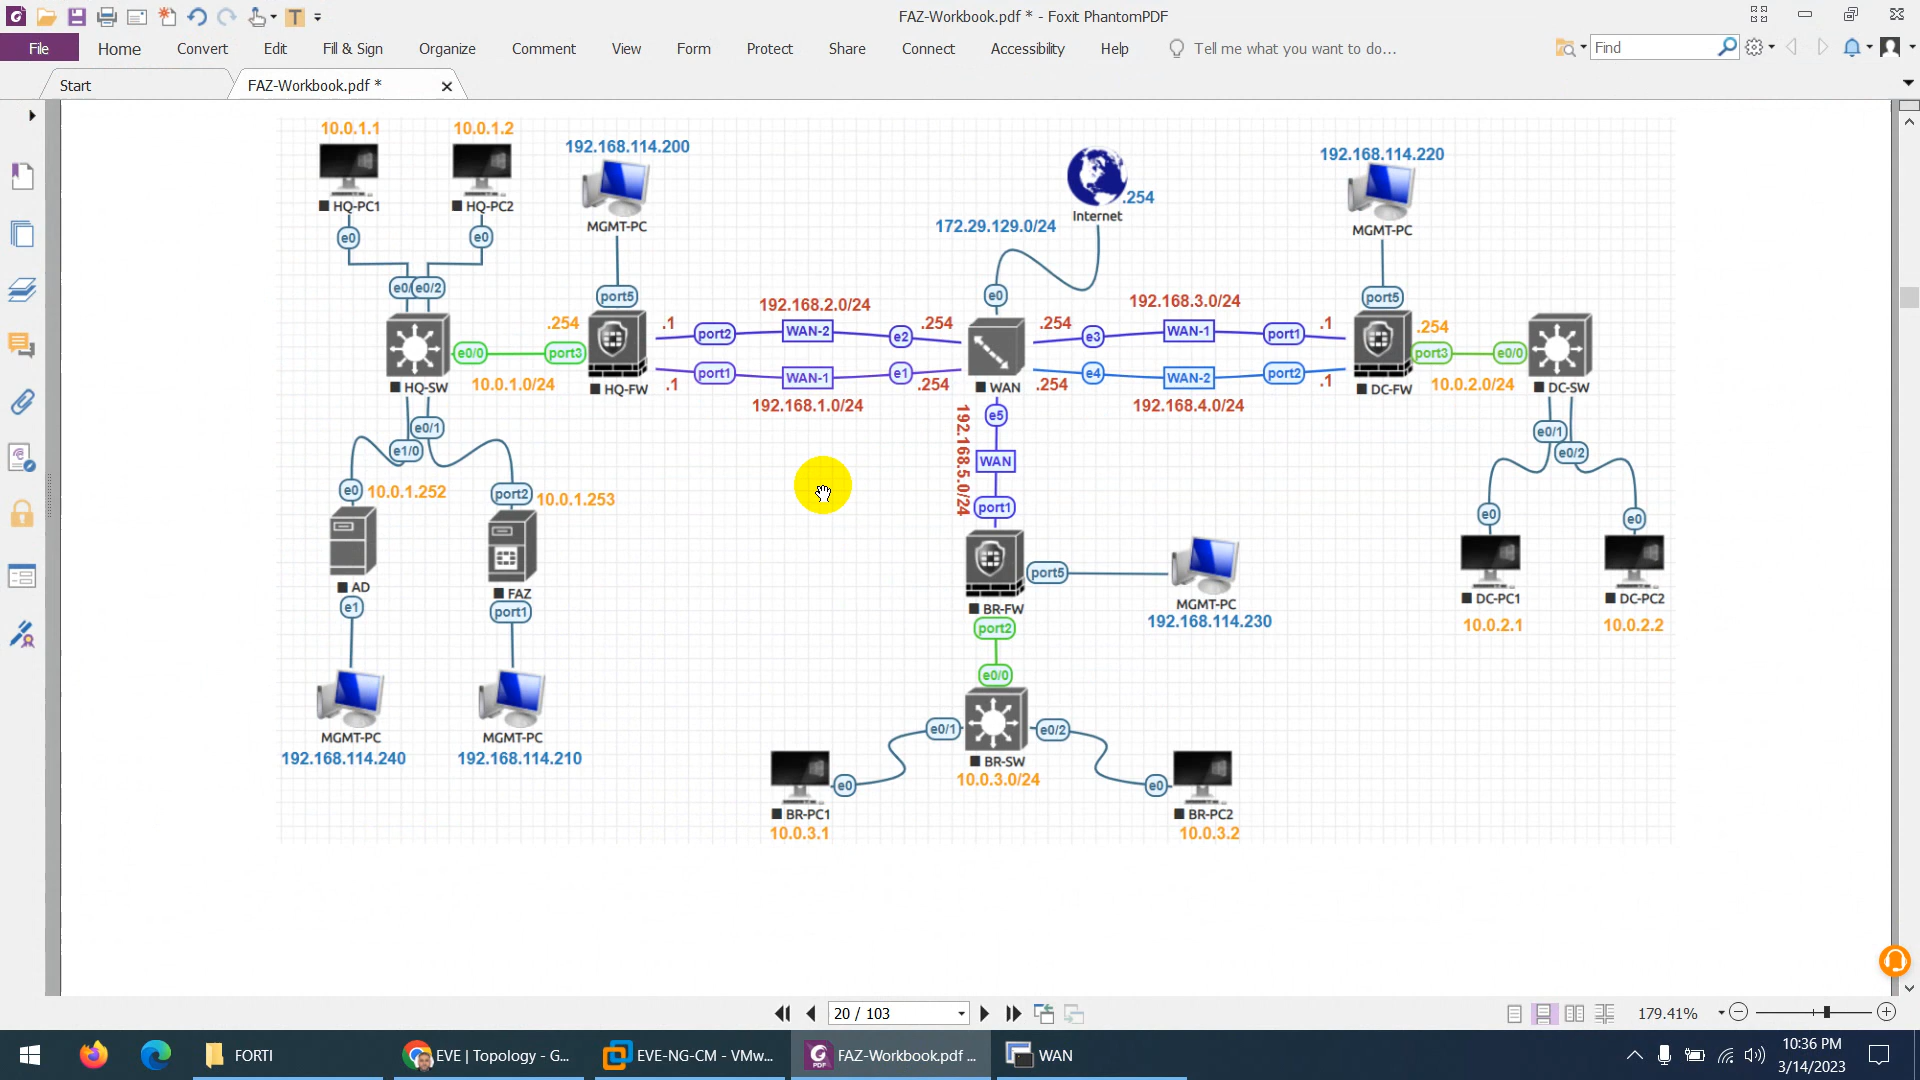 FAZ-Workbook.pdf * - Foxit PhantomPDF
File Home Convert Edit Fill & Sign Organize Comment View Form Protect Share Connect Accessibility Help Tell me what you want to do... Find
Start
FAZ-Workbook.pdf *
10.0.1.1
10.0.1.2
192.168.114.200
192.168.114.220
HQ-PC1
HQ-PC2
MGMT-PC
.254
Internet
172.29.129.0/24
MGMT-PC
e0
e0
e0/2
port5
e0
port5
192.168.2.0/24
192.168.3.0/24
.254
.1
port2
WAN-2
e2
.254
.254
e3
WAN-1
port1
.1
.254
e0/0
port3
port3
e0/0
HQ-SW
10.0.1.0/24
HQ-FW
.1
port1
WAN-1
e1
.254
WAN
.254
e4
WAN-2
port2
.1
DC-FW
10.0.2.0/24
DC-SW
192.168.1.0/24
192.168.4.0/24
e0/1
e1/0
e5
192.168.5.0/24
WAN
port1
e0/1
e0/2
e0
10.0.1.252
port2
10.0.1.253
e0
e0
AD
FAZ
e1
port1
BR-FW
port5
MGMT-PC
192.168.114.230
DC-PC1
DC-PC2
10.0.2.1
10.0.2.2
port2
e0/0
MGMT-PC
MGMT-PC
192.168.114.240
192.168.114.210
e0/1
e0/2
BR-SW
10.0.3.0/24
e0
e0
BR-PC1
BR-PC2
10.0.3.1
10.0.3.2
20 / 103
179.41%
FORTI
EVE | Topology - G...
EVE-NG-CM - VMw...
FAZ-Workbook.pdf ...
WAN
10:36 PM
3/14/2023